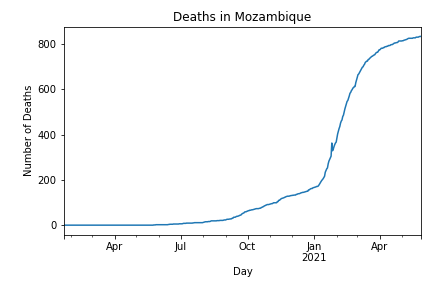 Deaths in Mozambique
Number of Deaths
800
600
400
200
0
Apr
Jul
Oct
Jan
2021
Apr
Day